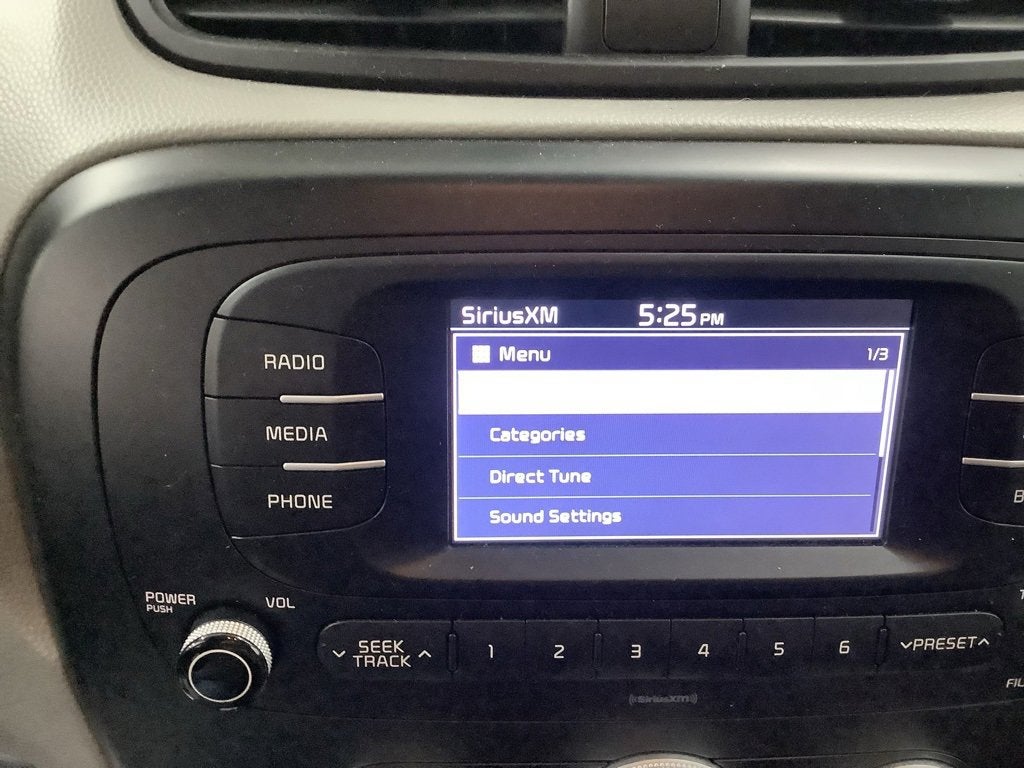 SiriusXM 5:25 PM
Menu 1/3
Categories
Direct Tune
Sound Settings
RADIO
MEDIA
PHONE
POWER
PUSH
VOL
SEEK
TRACK
1 2 3 4 5 6
PRESET
SiriusXM